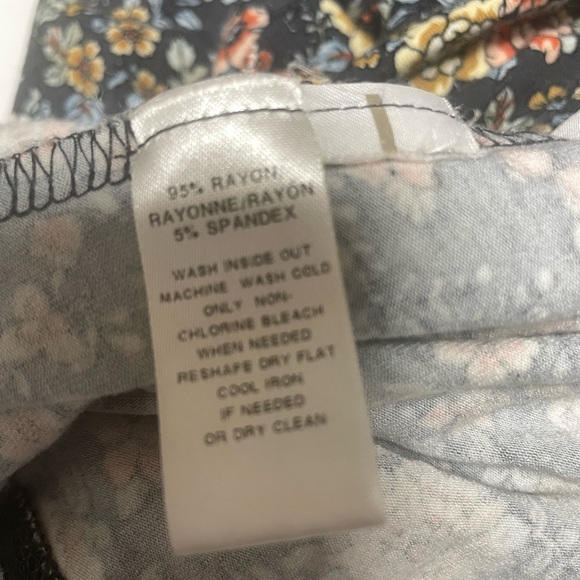 95% RAYON
RAYONNE/RAYON
5% SPANDEX
WASH INSIDE OUT
MACHINE WASH COLD
ONLY NON-
CHLORINE BLEACH
WHEN NEEDED
RESHAPE DRY FLAT
COOL IRON
IF NEEDED
OR DRY CLEAN